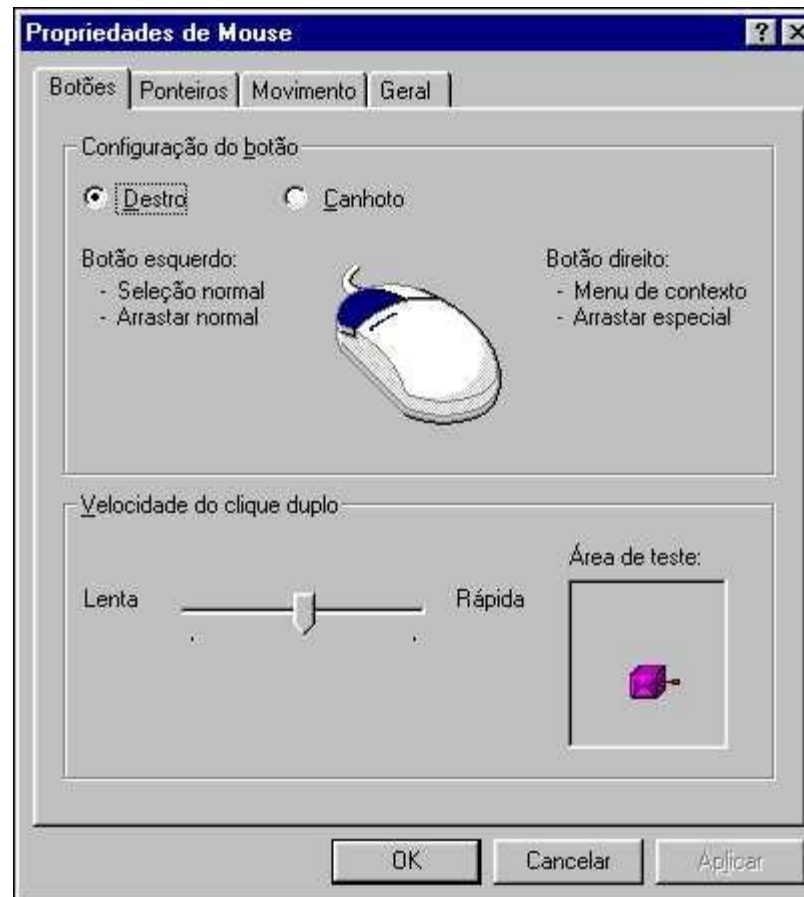 Propriedades de Mouse
Botões Ponteiros Movimento Geral
Configuração do botão
Destro Canhoto
Botão esquerdo:
- Seleção normal
- Arrastar normal
Botão direito:
- Menu de contexto
- Arrastar especial
Velocidade do clique duplo
Área de teste:
Lenta Rápida
OK Cancelar Aplicar